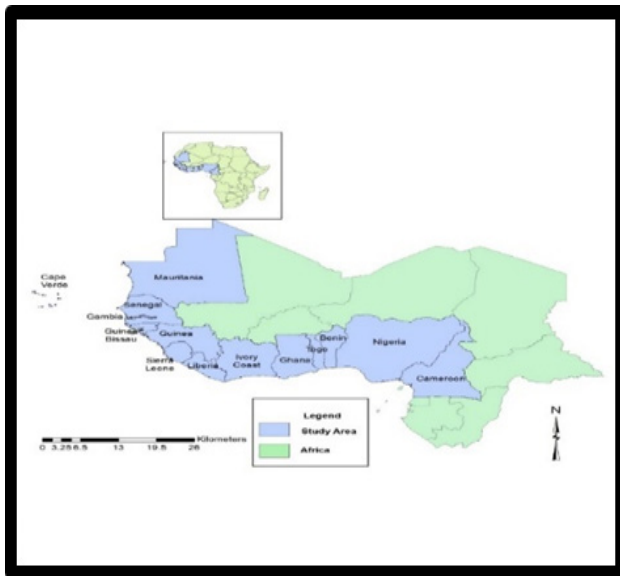 Cape
Verde
Mauritania
Senegal
Gambia
Guinea
Bissau
Guinea
Sierra
Leone
Liberia
Ivory
Coast
Ghana
Togo
Benin
Nigeria
Cameroon
Legend
Study Area
Africa
Kilometers
0 3.25 6.5 13 19.5 26
N